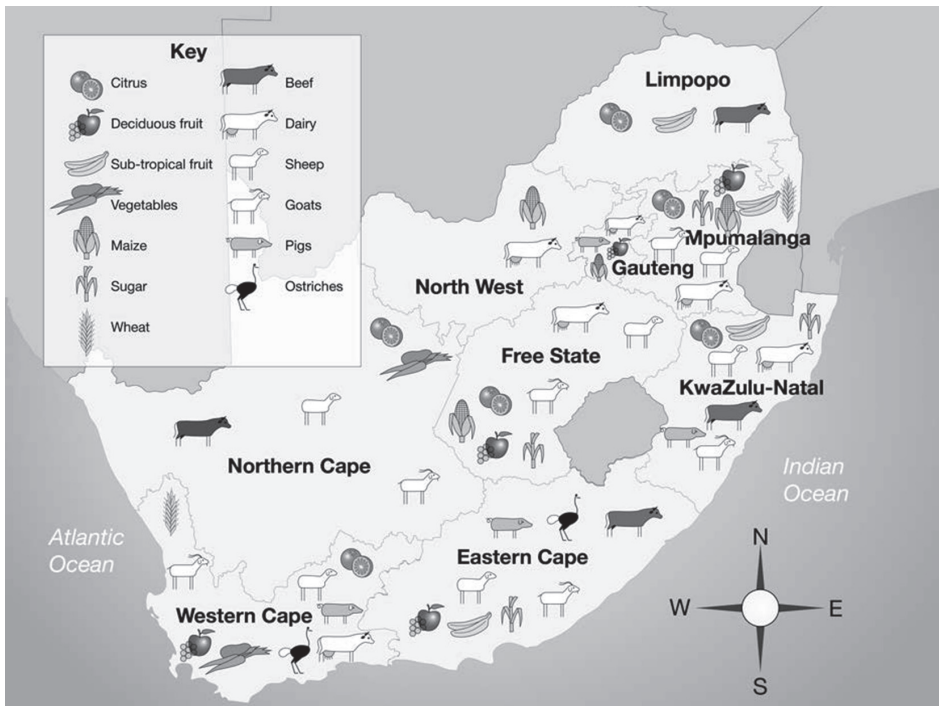 Key
Citrus
Deciduous fruit
Sub-tropical fruit
Vegetables
Maize
Sugar
Wheat
Beef
Dairy
Sheep
Goats
Pigs
Ostriches
Limpopo
Mpumalanga
Gauteng
North West
Free State
KwaZulu-Natal
Northern Cape
Indian
Ocean
Atlantic
Ocean
Eastern Cape
Western Cape
N
W
E
S